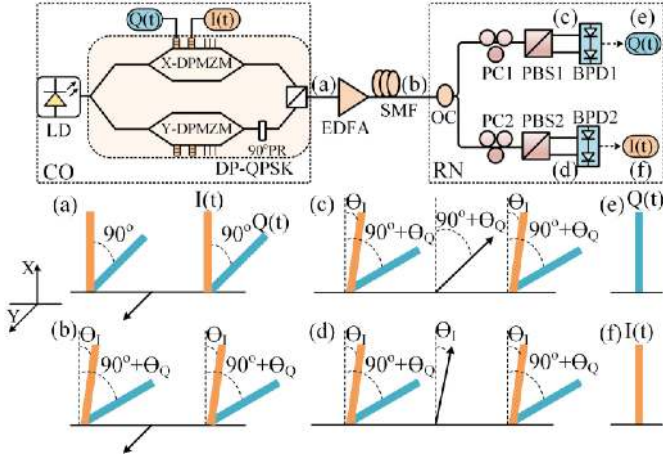 Q(t) I(t)
X-DPMZM
Y-DPMZM
90°PR
LD
CO
DP-QPSK
(a)
EDFA
SMF
(b)
OC
PC1 PBS1 BPD1
(c) (e)
Q(t)
PC2 PBS2 BPD2
I(t)
(d) (f)
RN
(a) 90° I(t) 90° Q(t)
(c) ΘI 90°+ΘQ 90°+ΘQ ΘI 90°+ΘQ
(e) Q(t)
X
Y
(b) ΘI 90°+ΘQ ΘI 90°+ΘQ
(d) ΘI 90°+ΘQ ΘI ΘI 90°+ΘQ
(f) I(t)